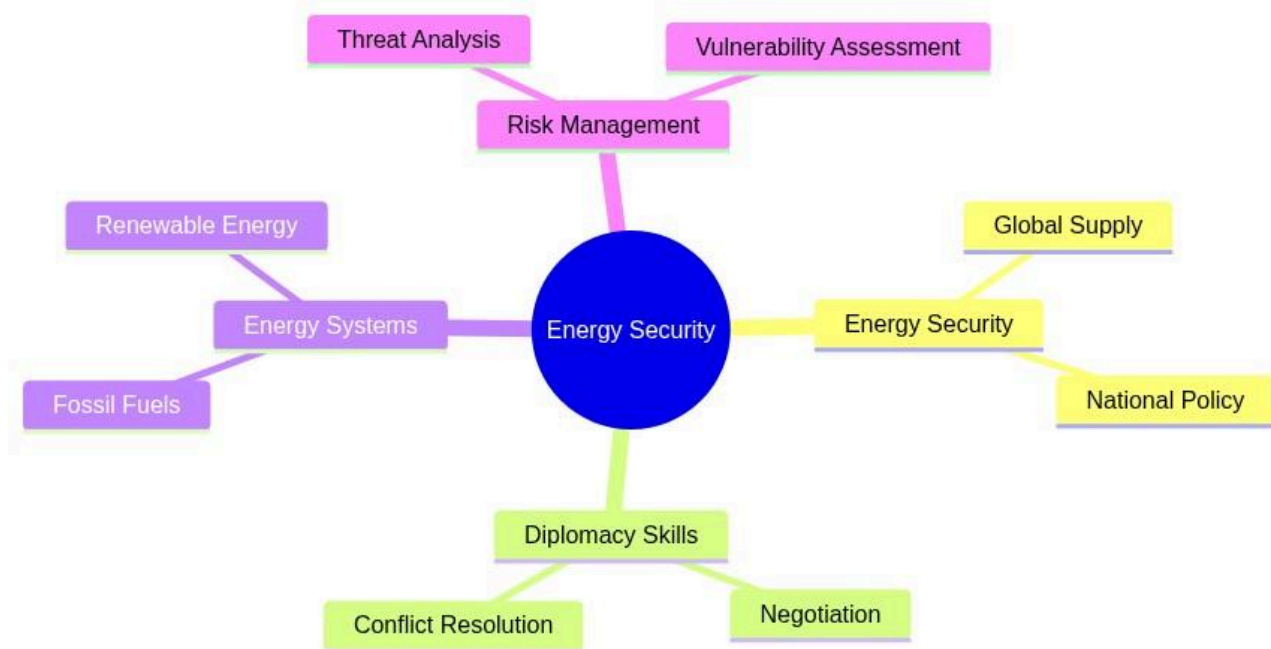 Threat Analysis
Vulnerability Assessment
Risk Management
Renewable Energy
Global Supply
Energy Systems
Energy Security
Energy Security
Fossil Fuels
National Policy
Diplomacy Skills
Conflict Resolution
Negotiation